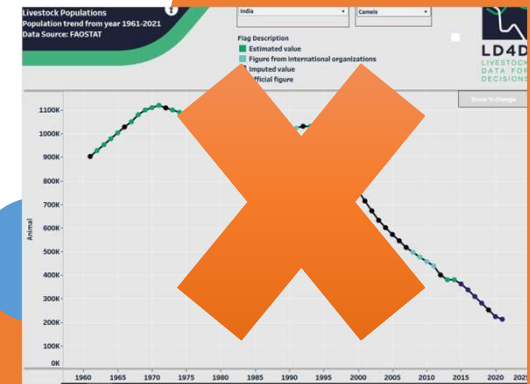 Livestock Populations
Population trend from year 1961-2021
Data Source: FAOSTAT
i
India
Camels
Flag Description
Estimated value
Figure from international organizations
Imputed value
official figure
LD4D
LIVESTOCK
DATA FOR
DECISIONS
Show % change
1100K
1000K
900K
800K
700K
600K
500K
400K
300K
200K
100K
0K
Animal
1960 1965 1970 1975 1980 1985 1990 1995 2000 2005 2010 2015 2020